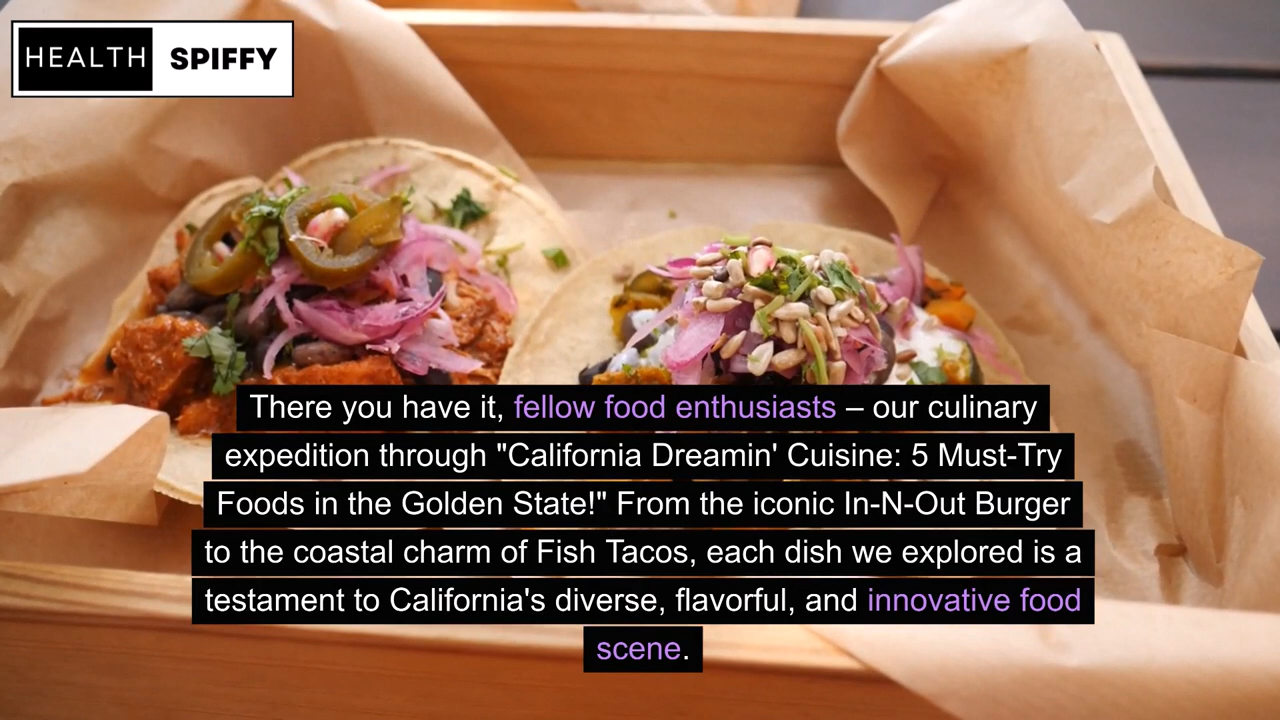 HEALTH SPIFFY
There you have it, fellow food enthusiasts – our culinary
expedition through "California Dreamin' Cuisine: 5 Must-Try
Foods in the Golden State!" From the iconic In-N-Out Burger
to the coastal charm of Fish Tacos, each dish we explored is a
testament to California's diverse, flavorful, and innovative food
scene.